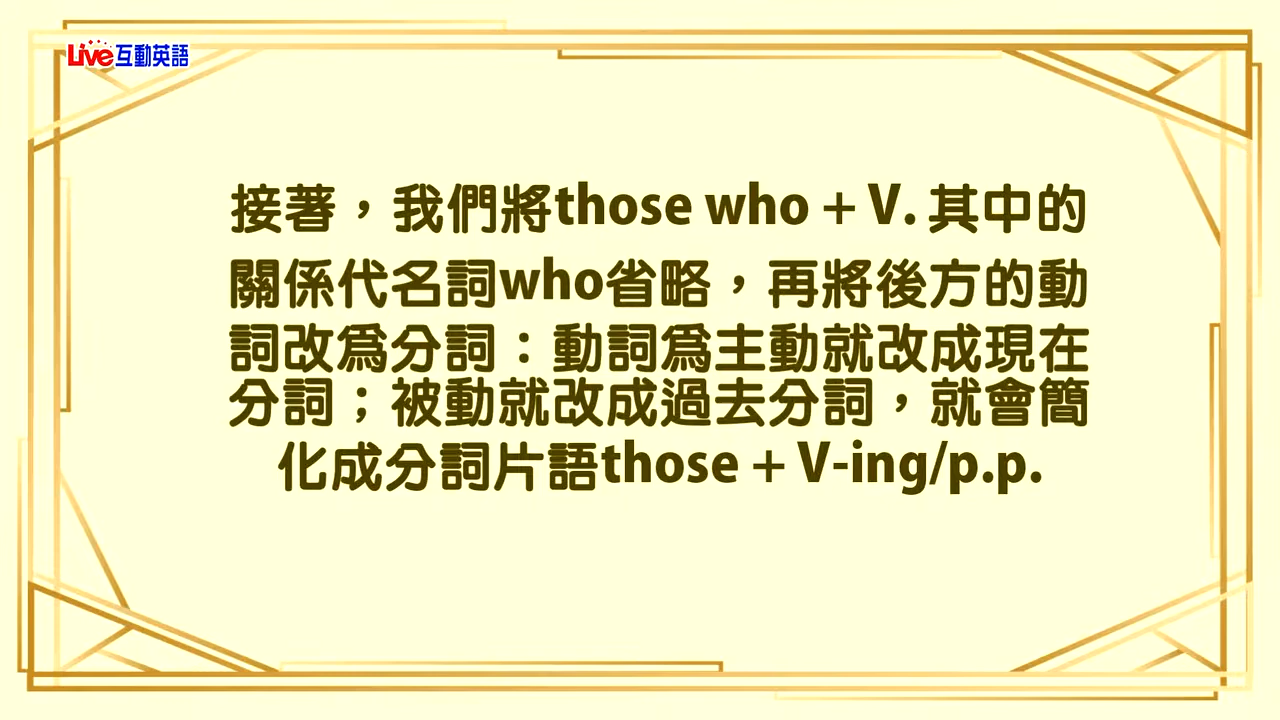 Live互動英語
接著，我們將those who + V. 其中的
關係代名詞who省略，再將後方的動
詞改為分詞：動詞為主動就改成現在
分詞；被動就改成過去分詞，就會簡
化成分詞片語those + V-ing/p.p.